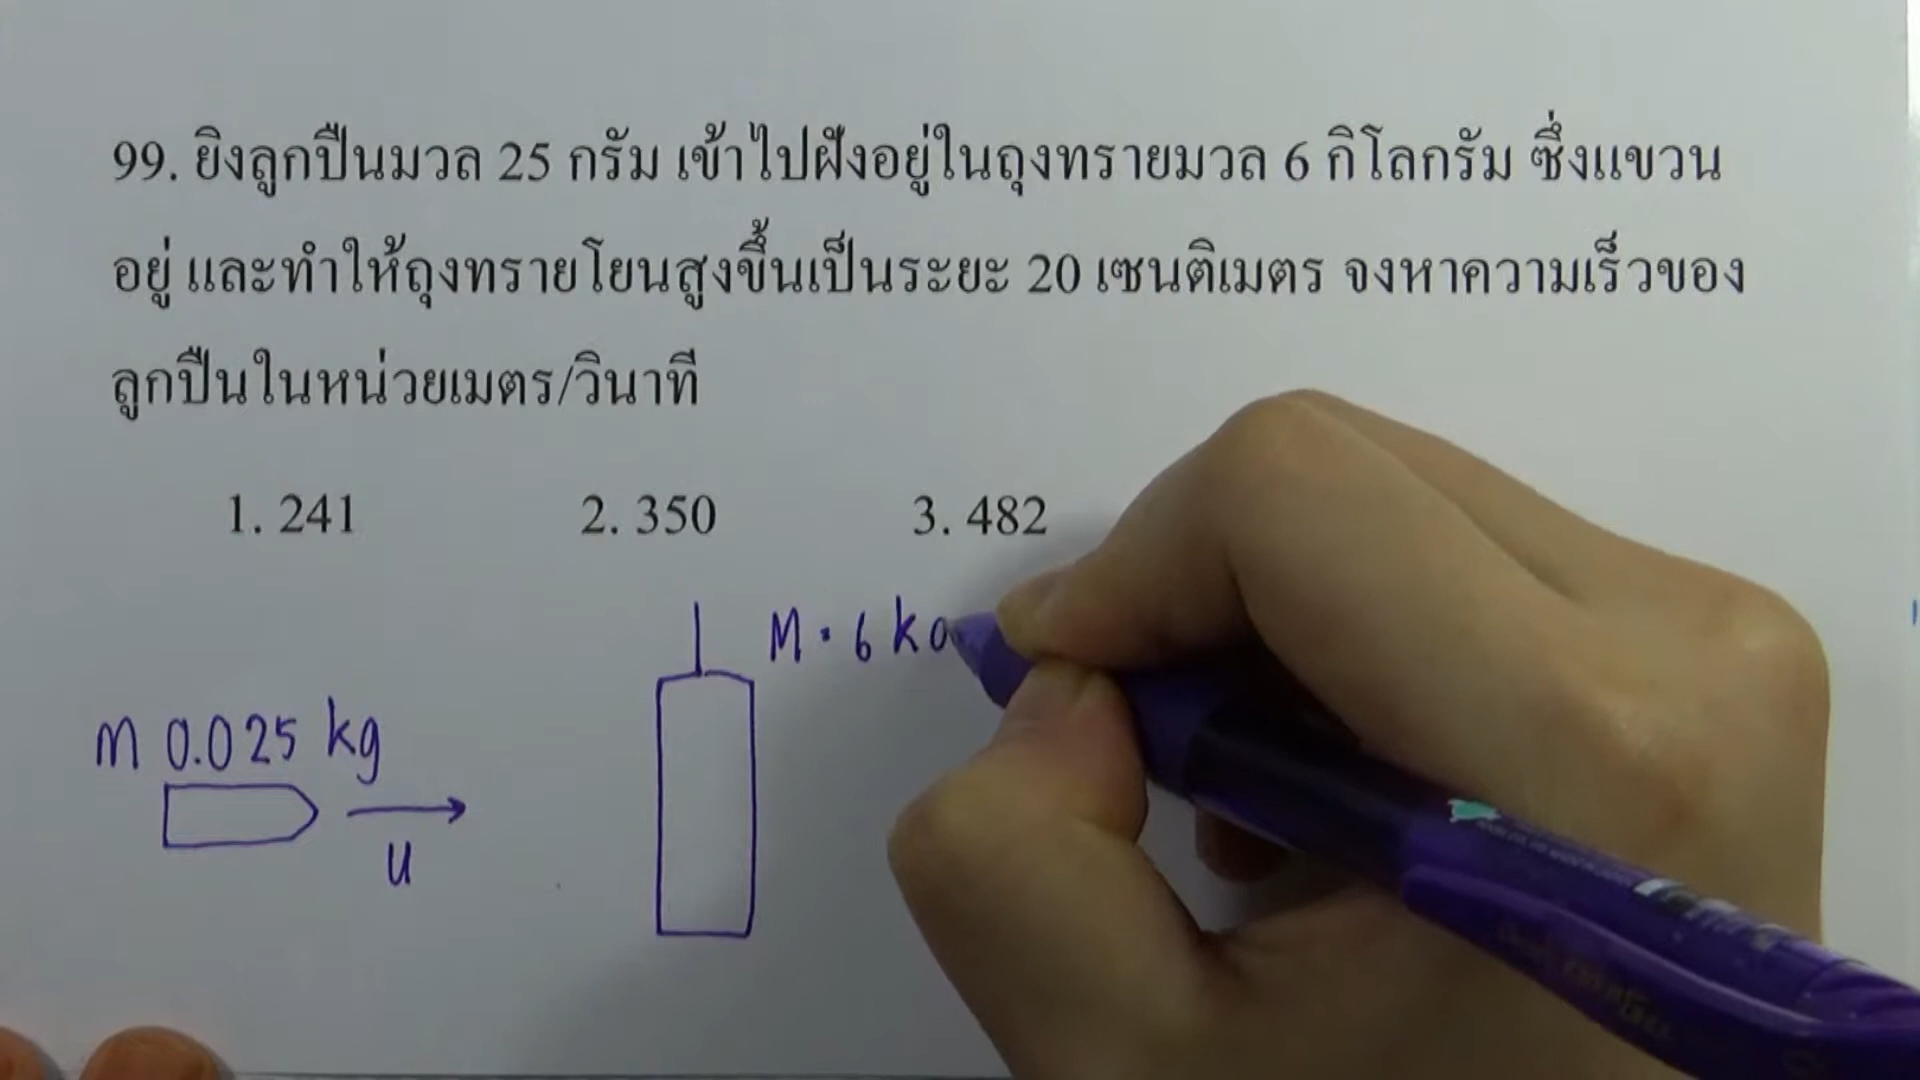 99. ยิงลูกปืนมวล 25 กรัม เข้าไปฝังอยู่ในถุงทรายมวล 6 กิโลกรัม ซึ่งแขวน
อยู่ และทำให้ถุงทรายโยนสูงขึ้นเป็นระยะ 20 เซนติเมตร จงหาความเร็วของ
ลูกปืนในหน่วยเมตร/วินาที
1. 241 2. 350 3. 482
M = 6 k
m 0.025 kg
u